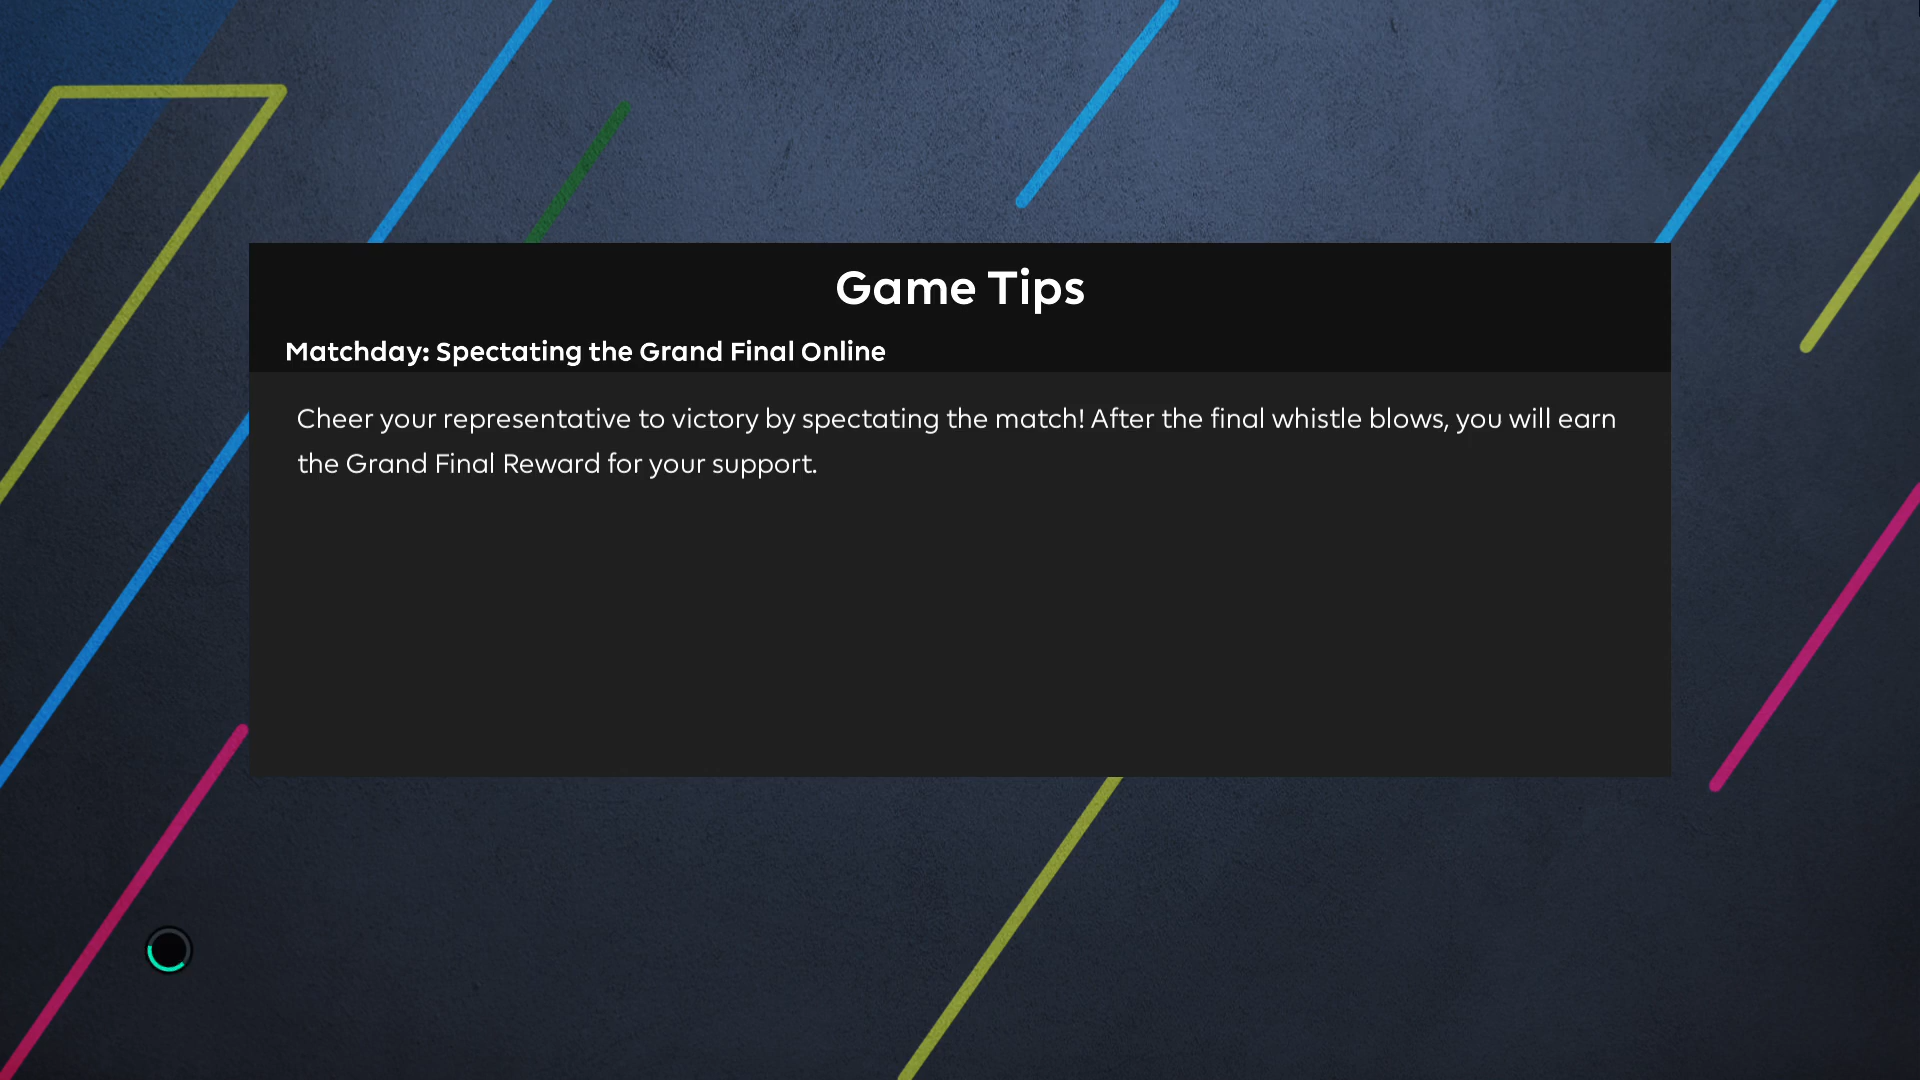 Game Tips
Matchday: Spectating the Grand Final Online
Cheer your representative to victory by spectating the match! After the final whistle blows, you will earn
the Grand Final Reward for your support.